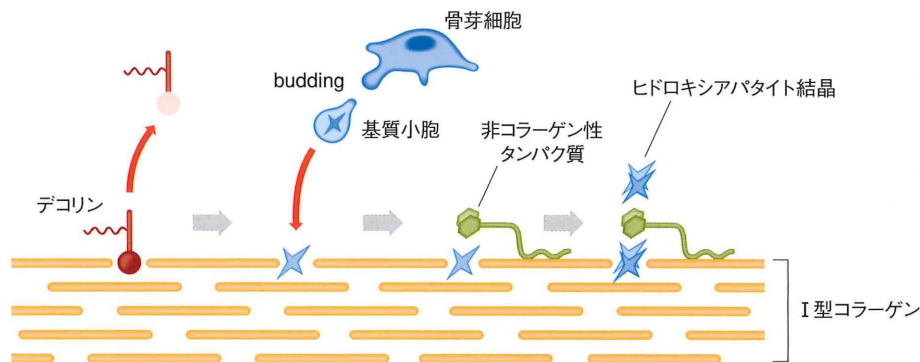 骨芽細胞
budding
基質小胞
ヒドロキシアパタイト結晶
非コラーゲン性
タンパク質
デコリン
I型コラーゲン